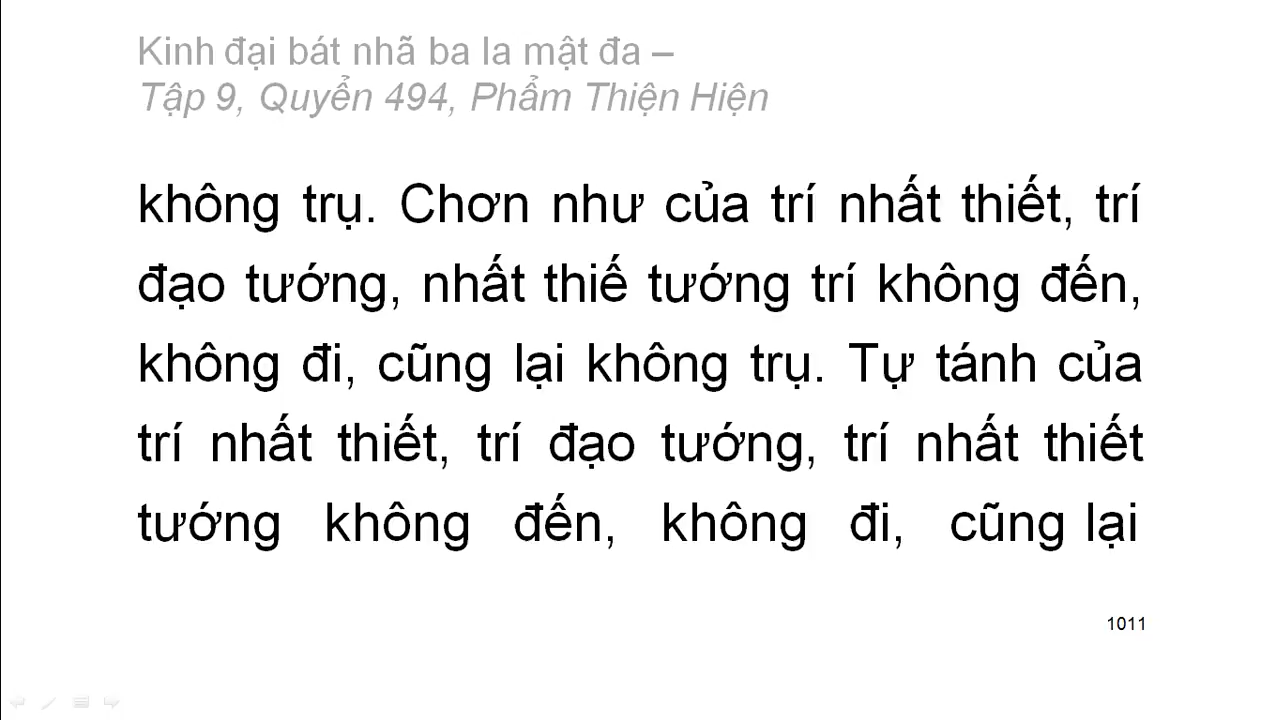 Kinh đại bát nhã ba la mật đa –
Tập 9, Quyển 494, Phẩm Thiện Hiện
không trụ. Chơn như của trí nhất thiết, trí
đạo tướng, nhất thiế tướng trí không đến,
không đi, cũng lại không trụ. Tự tánh của
trí nhất thiết, trí đạo tướng, trí nhất thiết
tướng không đến, không đi, cũng lại
1011